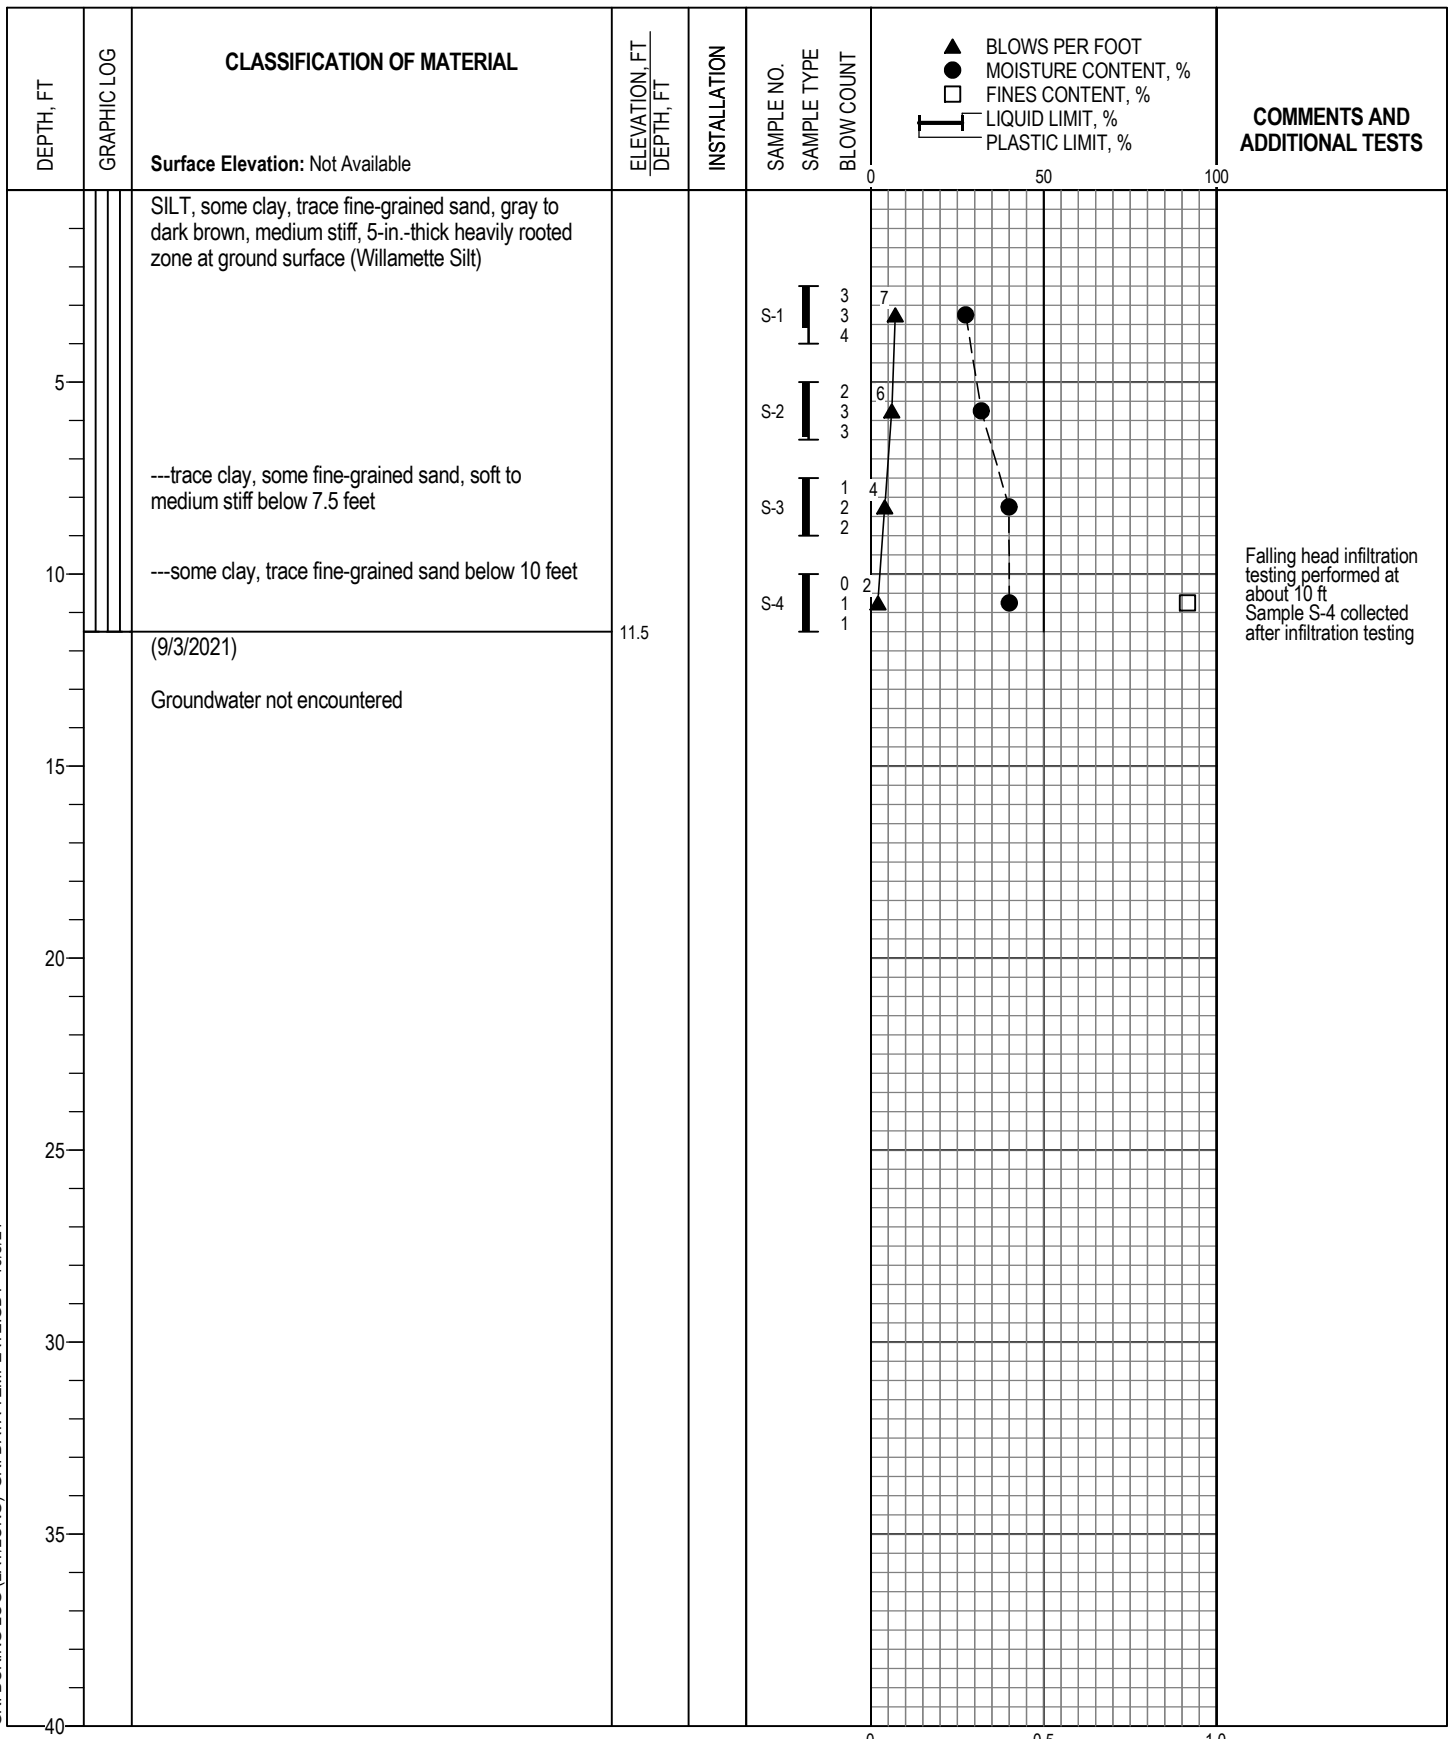 DEPTH, FT
GRAPHIC LOG
CLASSIFICATION OF MATERIAL
Surface Elevation: Not Available
ELEVATION, FT
DEPTH, FT
INSTALLATION
SAMPLE NO.
SAMPLE TYPE
BLOW COUNT
BLOWS PER FOOT
MOISTURE CONTENT, %
FINES CONTENT, %
LIQUID LIMIT, %
PLASTIC LIMIT, %
0 50 100
COMMENTS AND
ADDITIONAL TESTS
SILT, some clay, trace fine-grained sand, gray to
dark brown, medium stiff, 5-in.-thick heavily rooted
zone at ground surface (Willamette Silt)
S-1
3
3
4
7
5
S-2
2
3
3
6
---trace clay, some fine-grained sand, soft to
medium stiff below 7.5 feet
S-3
1
2
2
4
10
---some clay, trace fine-grained sand below 10 feet
S-4
0
1
1
2
Falling head infiltration
testing performed at
about 10 ft
Sample S-4 collected
after infiltration testing
11.5
(9/3/2021)
Groundwater not encountered
15
20
25
30
35
40
0 0.5 1.0